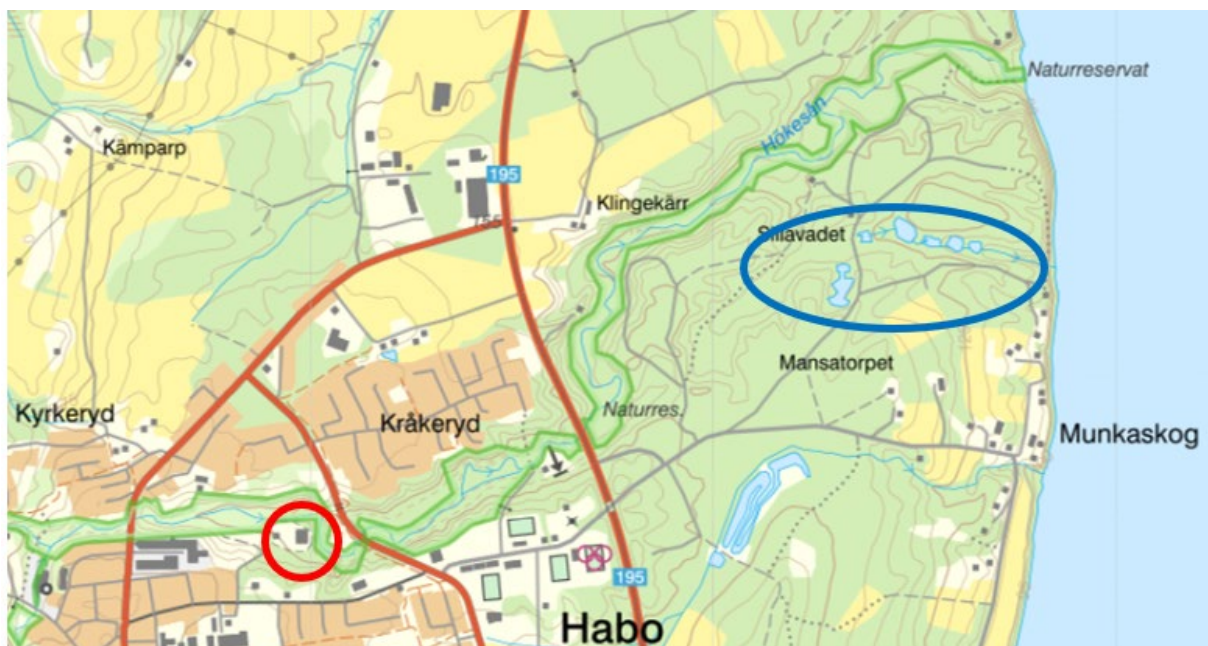 Naturreservat
Hökesån
Kämparp
195
Klingekärr
155
Sillavadet
Mansatorpet
Kyrkeryd
Kråkeryd
Naturres.
Munkaskog
195
Habo